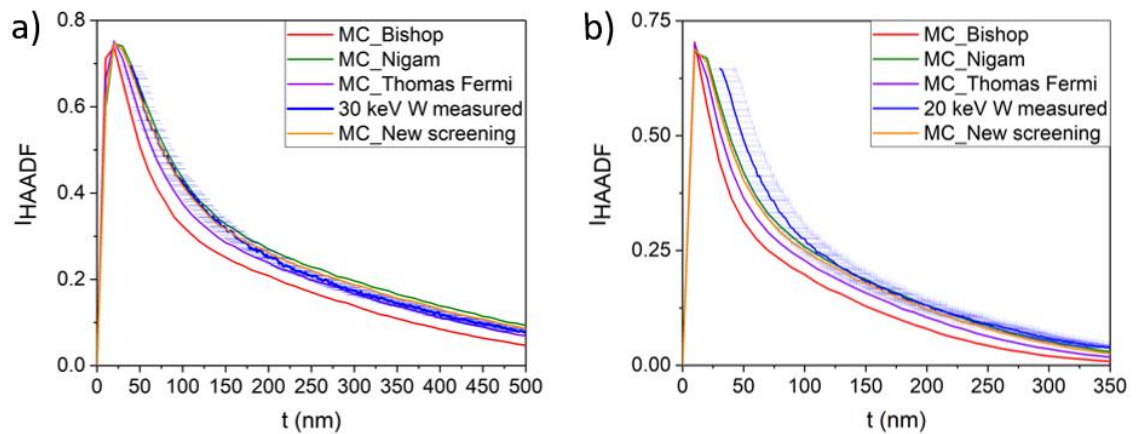 a)
0.8
0.6
0.4
0.2
0.0
IHAADF
0 50 100 150 200 250 300 350 400 450 500
t (nm)
MC_Bishop
MC_Nigam
MC_Thomas Fermi
30 keV W measured
MC_New screening
b)
0.75
0.50
0.25
0.00
IHAADF
0 50 100 150 200 250 300 350
t (nm)
MC_Bishop
MC_Nigam
MC_Thomas Fermi
20 keV W measured
MC_New screening